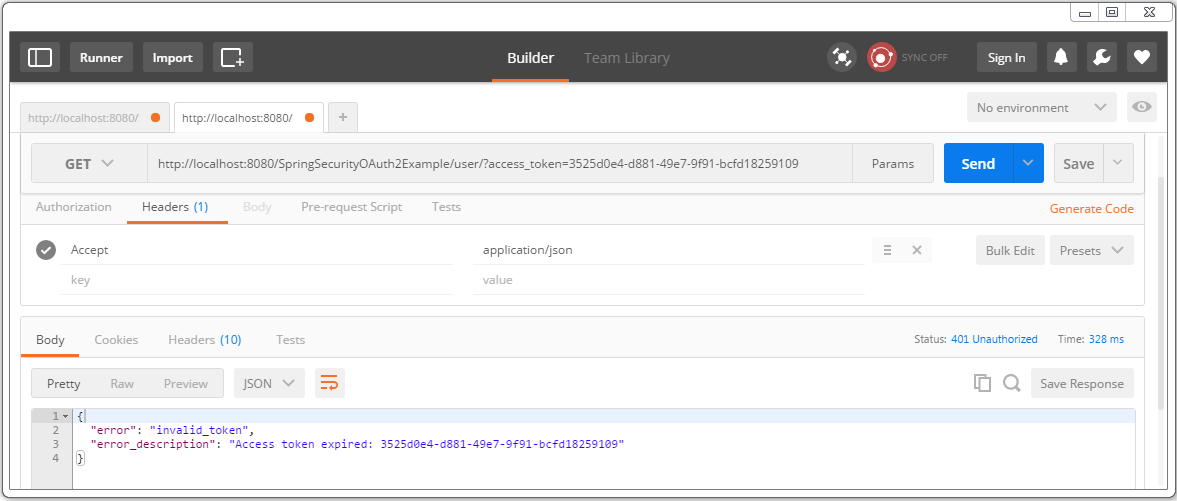 Runner Import Builder Team Library SYNC OFF Sign In
http://localhost:8080/ http://localhost:8080/ + No environment
GET http://localhost:8080/SpringSecurityOAuth2Example/user/?access_token=3525d0e4-d881-49e7-9f91-bcfd18259109 Params Send Save
Authorization Headers (1) Body Pre-request Script Tests Generate Code
Accept application/json Bulk Edit Presets
key value
Body Cookies Headers (10) Tests Status: 401 Unauthorized Time: 328 ms
Pretty Raw Preview JSON Save Response
1 {
2 "error": "invalid_token",
3 "error_description": "Access token expired: 3525d0e4-d881-49e7-9f91-bcfd18259109"
4 }